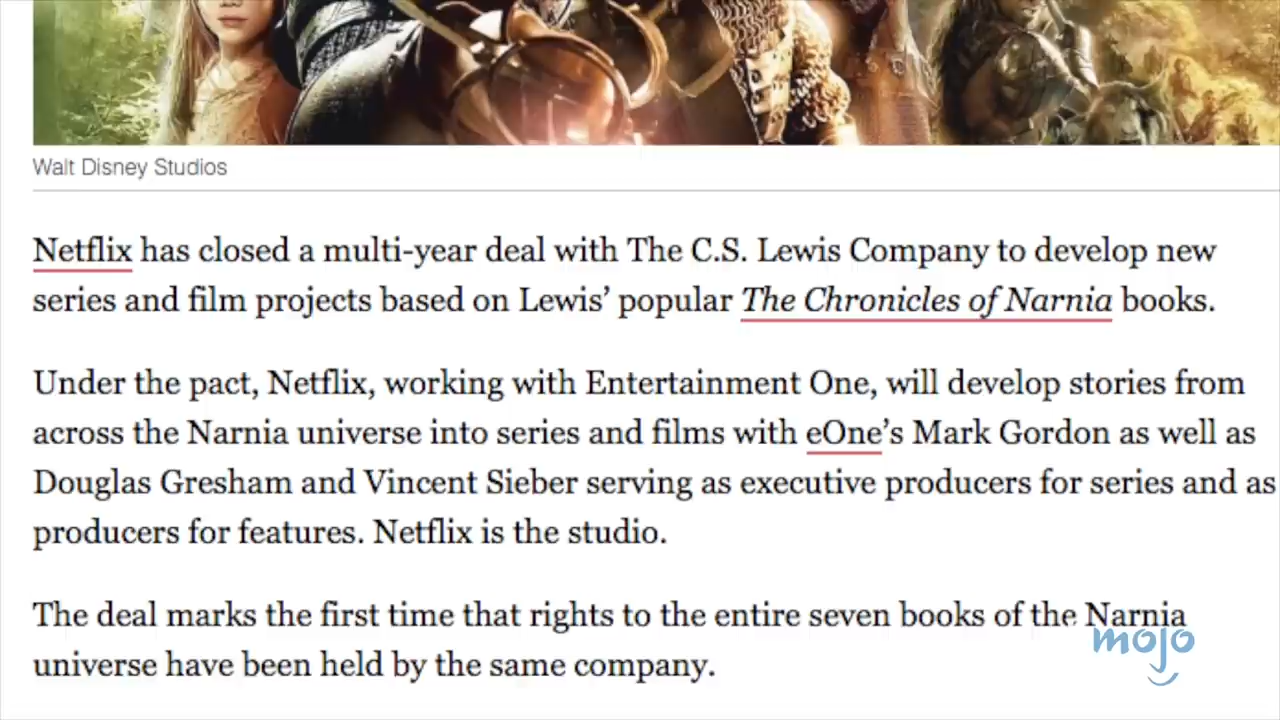 Walt Disney Studios
Netflix has closed a multi-year deal with The C.S. Lewis Company to develop new
series and film projects based on Lewis’ popular The Chronicles of Narnia books.
Under the pact, Netflix, working with Entertainment One, will develop stories from
across the Narnia universe into series and films with eOne’s Mark Gordon as well as
Douglas Gresham and Vincent Sieber serving as executive producers for series and as
producers for features. Netflix is the studio.
The deal marks the first time that rights to the entire seven books of the Narnia
universe have been held by the same company.
mojo